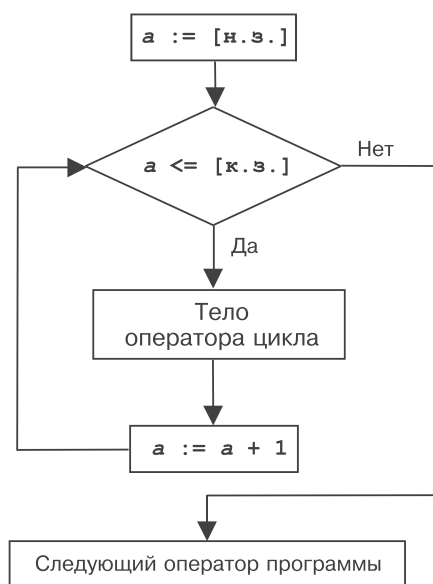 a := [н.з.]
a <= [к.з.]
Нет
Да
Тело
оператора цикла
a := a + 1
Следующий оператор программы